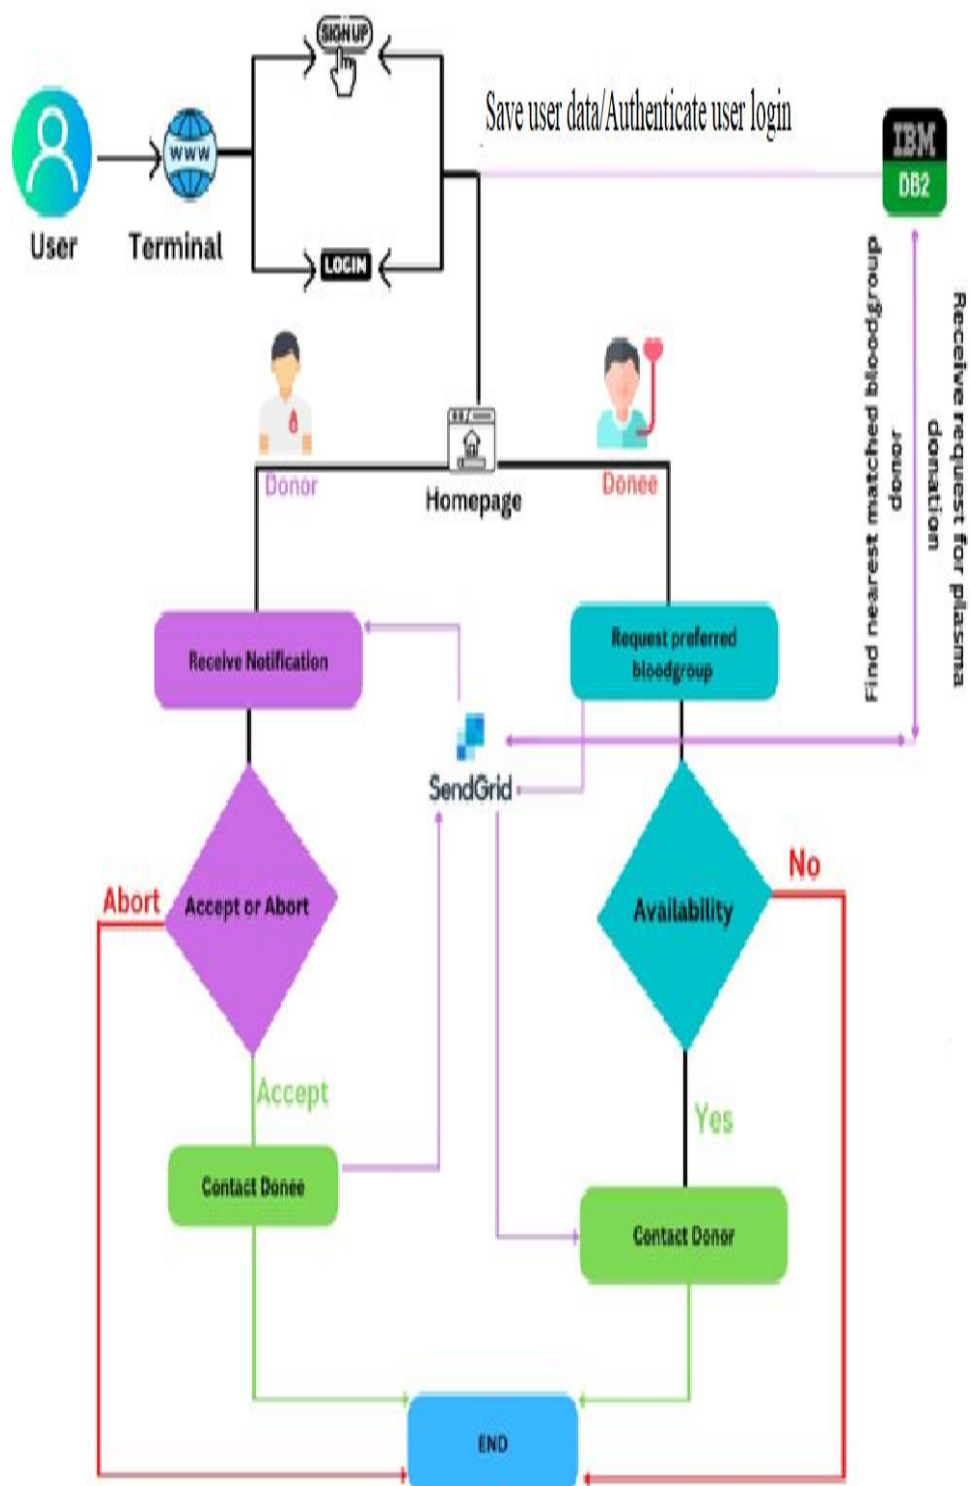 SIGN UP
Save user data/Authenticate user login
IBM
DB2
WWW
User
Terminal
LOGIN
Find nearest matched bloodgroup
donor
Receive request for plasma
donation
Donor
Homepage
Donee
Receive Notification
Request preferred
bloodgroup
SendGrid
Abort
Accept or Abort
No
Availability
Accept
Yes
Contact Donee
Contact Donor
END